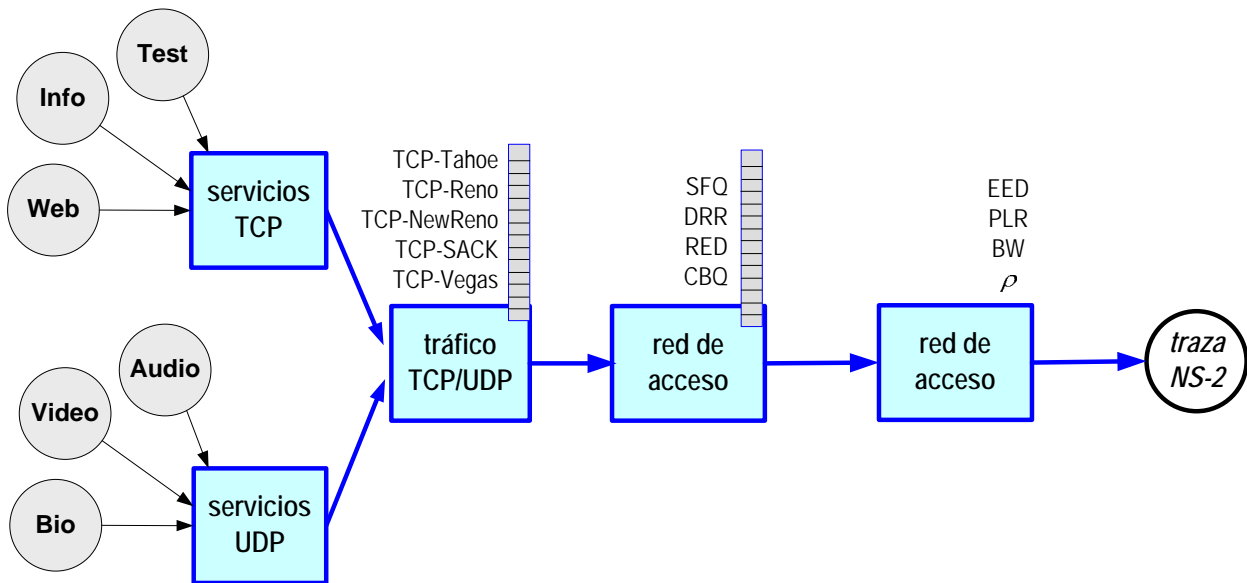 Test
Info
Web
servicios
TCP
TCP-Tahoe
TCP-Reno
TCP-NewReno
TCP-SACK
TCP-Vegas
SFQ
DRR
RED
CBQ
EED
PLR
BW
ρ
tráfico
TCP/UDP
red de
acceso
red de
acceso
traza
NS-2
Audio
Video
Bio
servicios
UDP